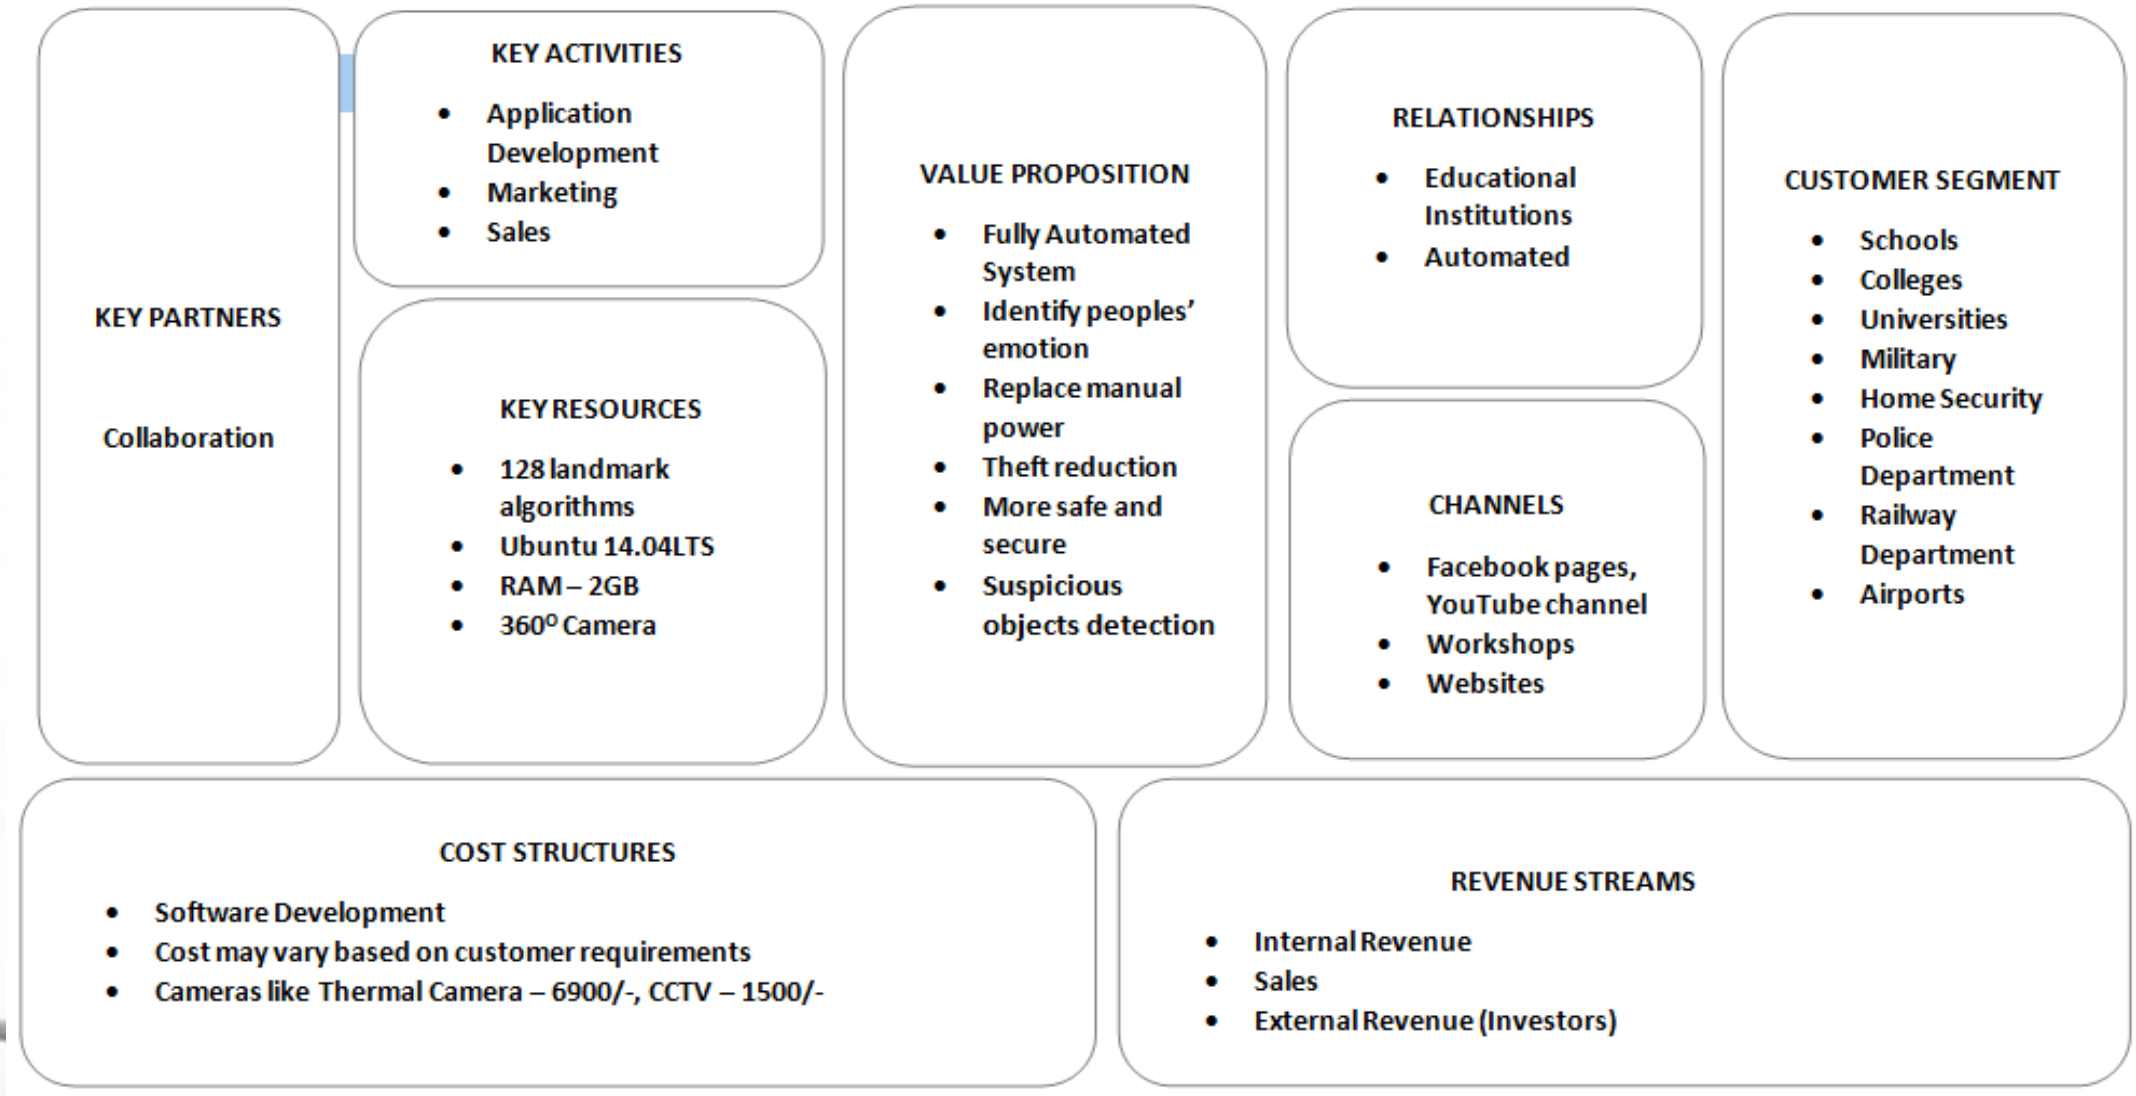 KEY PARTNERS
Collaboration
KEY ACTIVITIES
• Application
Development
• Marketing
• Sales
KEY RESOURCES
• 128 landmark
algorithms
• Ubuntu 14.04LTS
• RAM – 2GB
• 360⁰ Camera
VALUE PROPOSITION
• Fully Automated
System
• Identify peoples’
emotion
• Replace manual
power
• Theft reduction
• More safe and
secure
• Suspicious
objects detection
RELATIONSHIPS
• Educational
Institutions
• Automated
CHANNELS
• Facebook pages,
YouTube channel
• Workshops
• Websites
CUSTOMER SEGMENT
• Schools
• Colleges
• Universities
• Military
• Home Security
• Police
Department
• Railway
Department
• Airports
COST STRUCTURES
• Software Development
• Cost may vary based on customer requirements
• Cameras like Thermal Camera – 6900/-, CCTV – 1500/-
REVENUE STREAMS
• Internal Revenue
• Sales
• External Revenue (Investors)